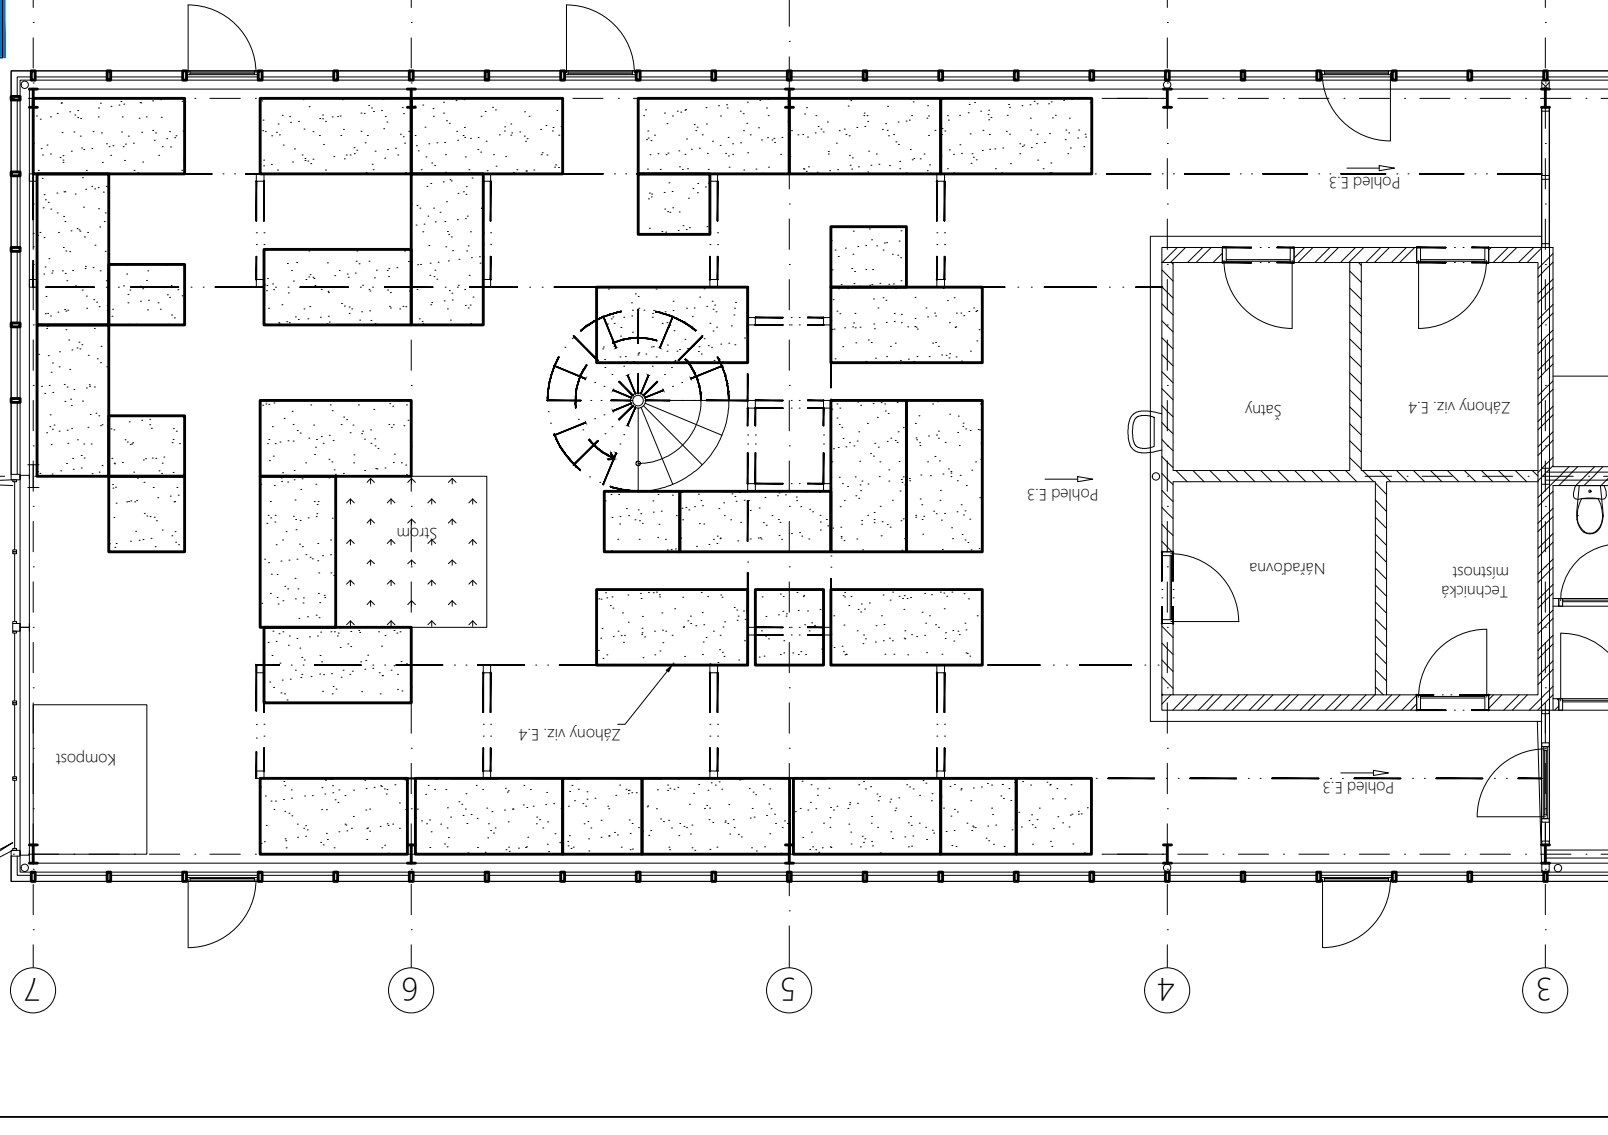 3
4
5
6
7
Pohled E.3
Kompost
Záhony viz. E.4
Technická
místnost
Nářaďovna
Strom
Pohled E.3
Záhony viz. E.4
Šatny
Pohled E.3